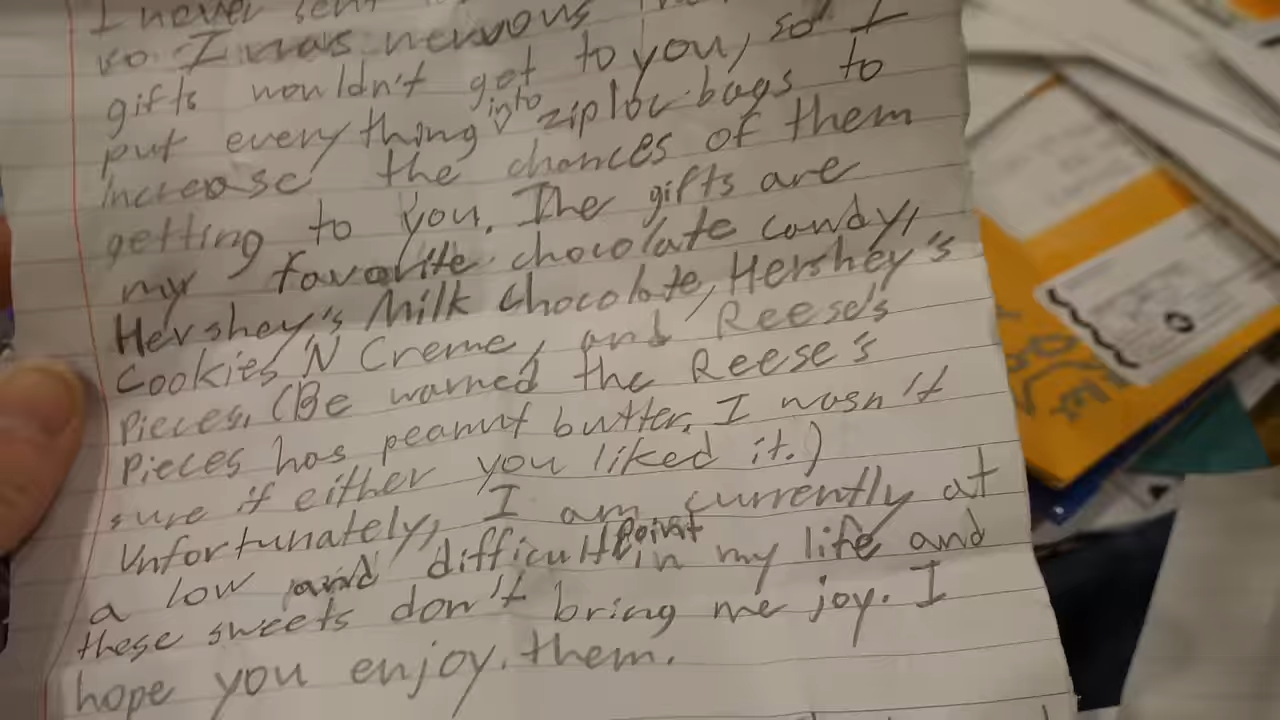 I never sent
so I was nervous
gifts wouldn't get to you, so I
put everything into ziploc bags to
increase the chances of them
getting to you. The gifts are
my favorite chocolate candy,
Hershey's Milk Chocolate, Hershey's
Cookies 'N Creme, and Reese's
Pieces. (Be warned the Reese's
Pieces has peanut butter. I wasn't
sure if either you liked it.)
Unfortunately, I am currently at
a low and difficult point in my life and
these sweets don't bring me joy. I
hope you enjoy them.